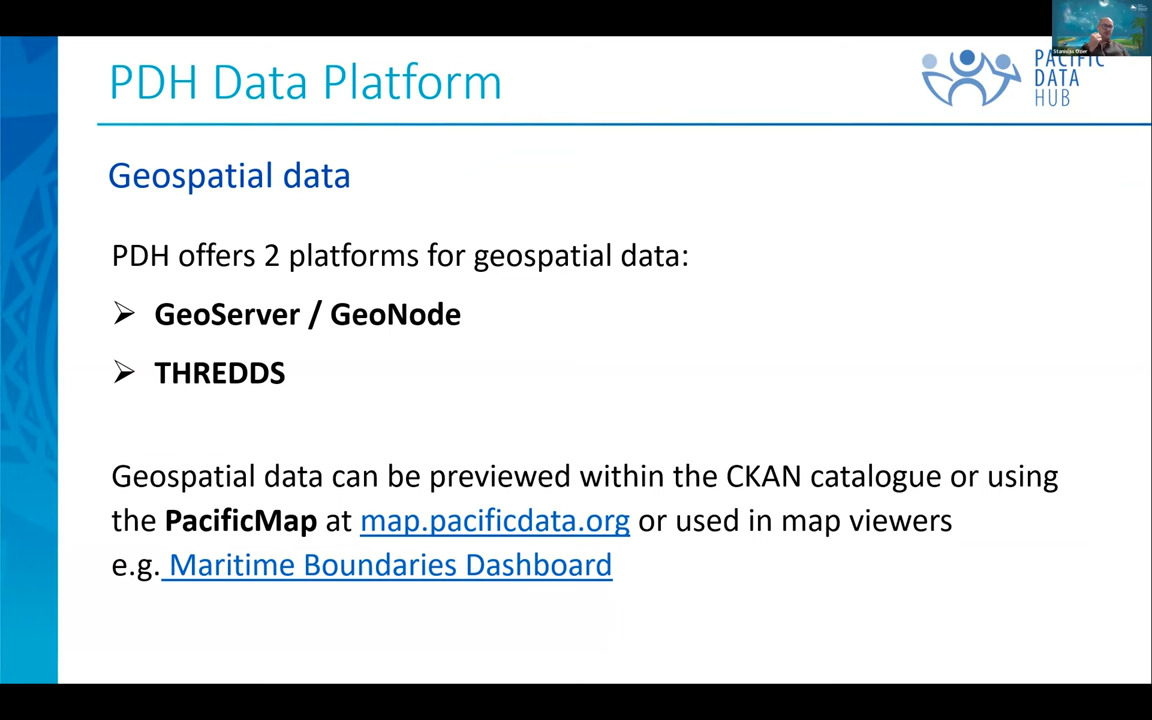 PDH Data Platform
PACIFIC
DATA
HUB
Geospatial data
PDH offers 2 platforms for geospatial data:
➢ GeoServer / GeoNode
➢ THREDDS
Geospatial data can be previewed within the CKAN catalogue or using
the PacificMap at map.pacificdata.org or used in map viewers
e.g. Maritime Boundaries Dashboard